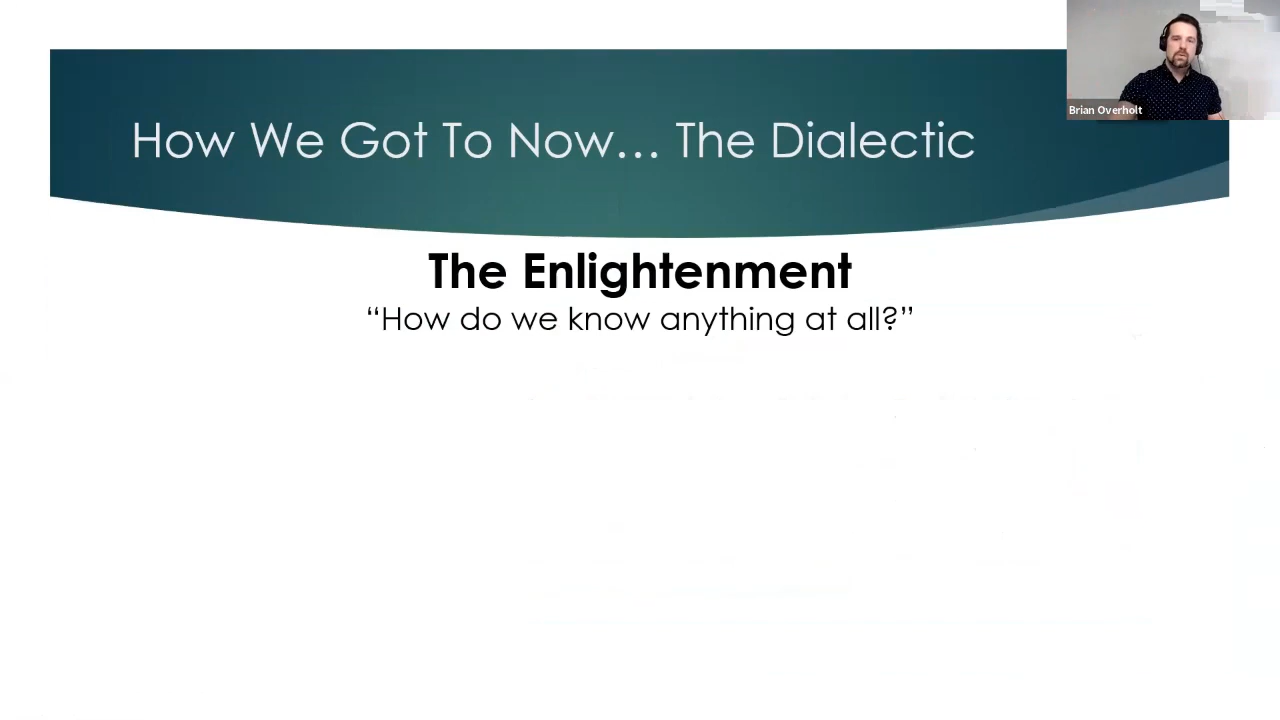 How We Got To Now… The Dialectic
Brian Overholt
The Enlightenment
“How do we know anything at all?”